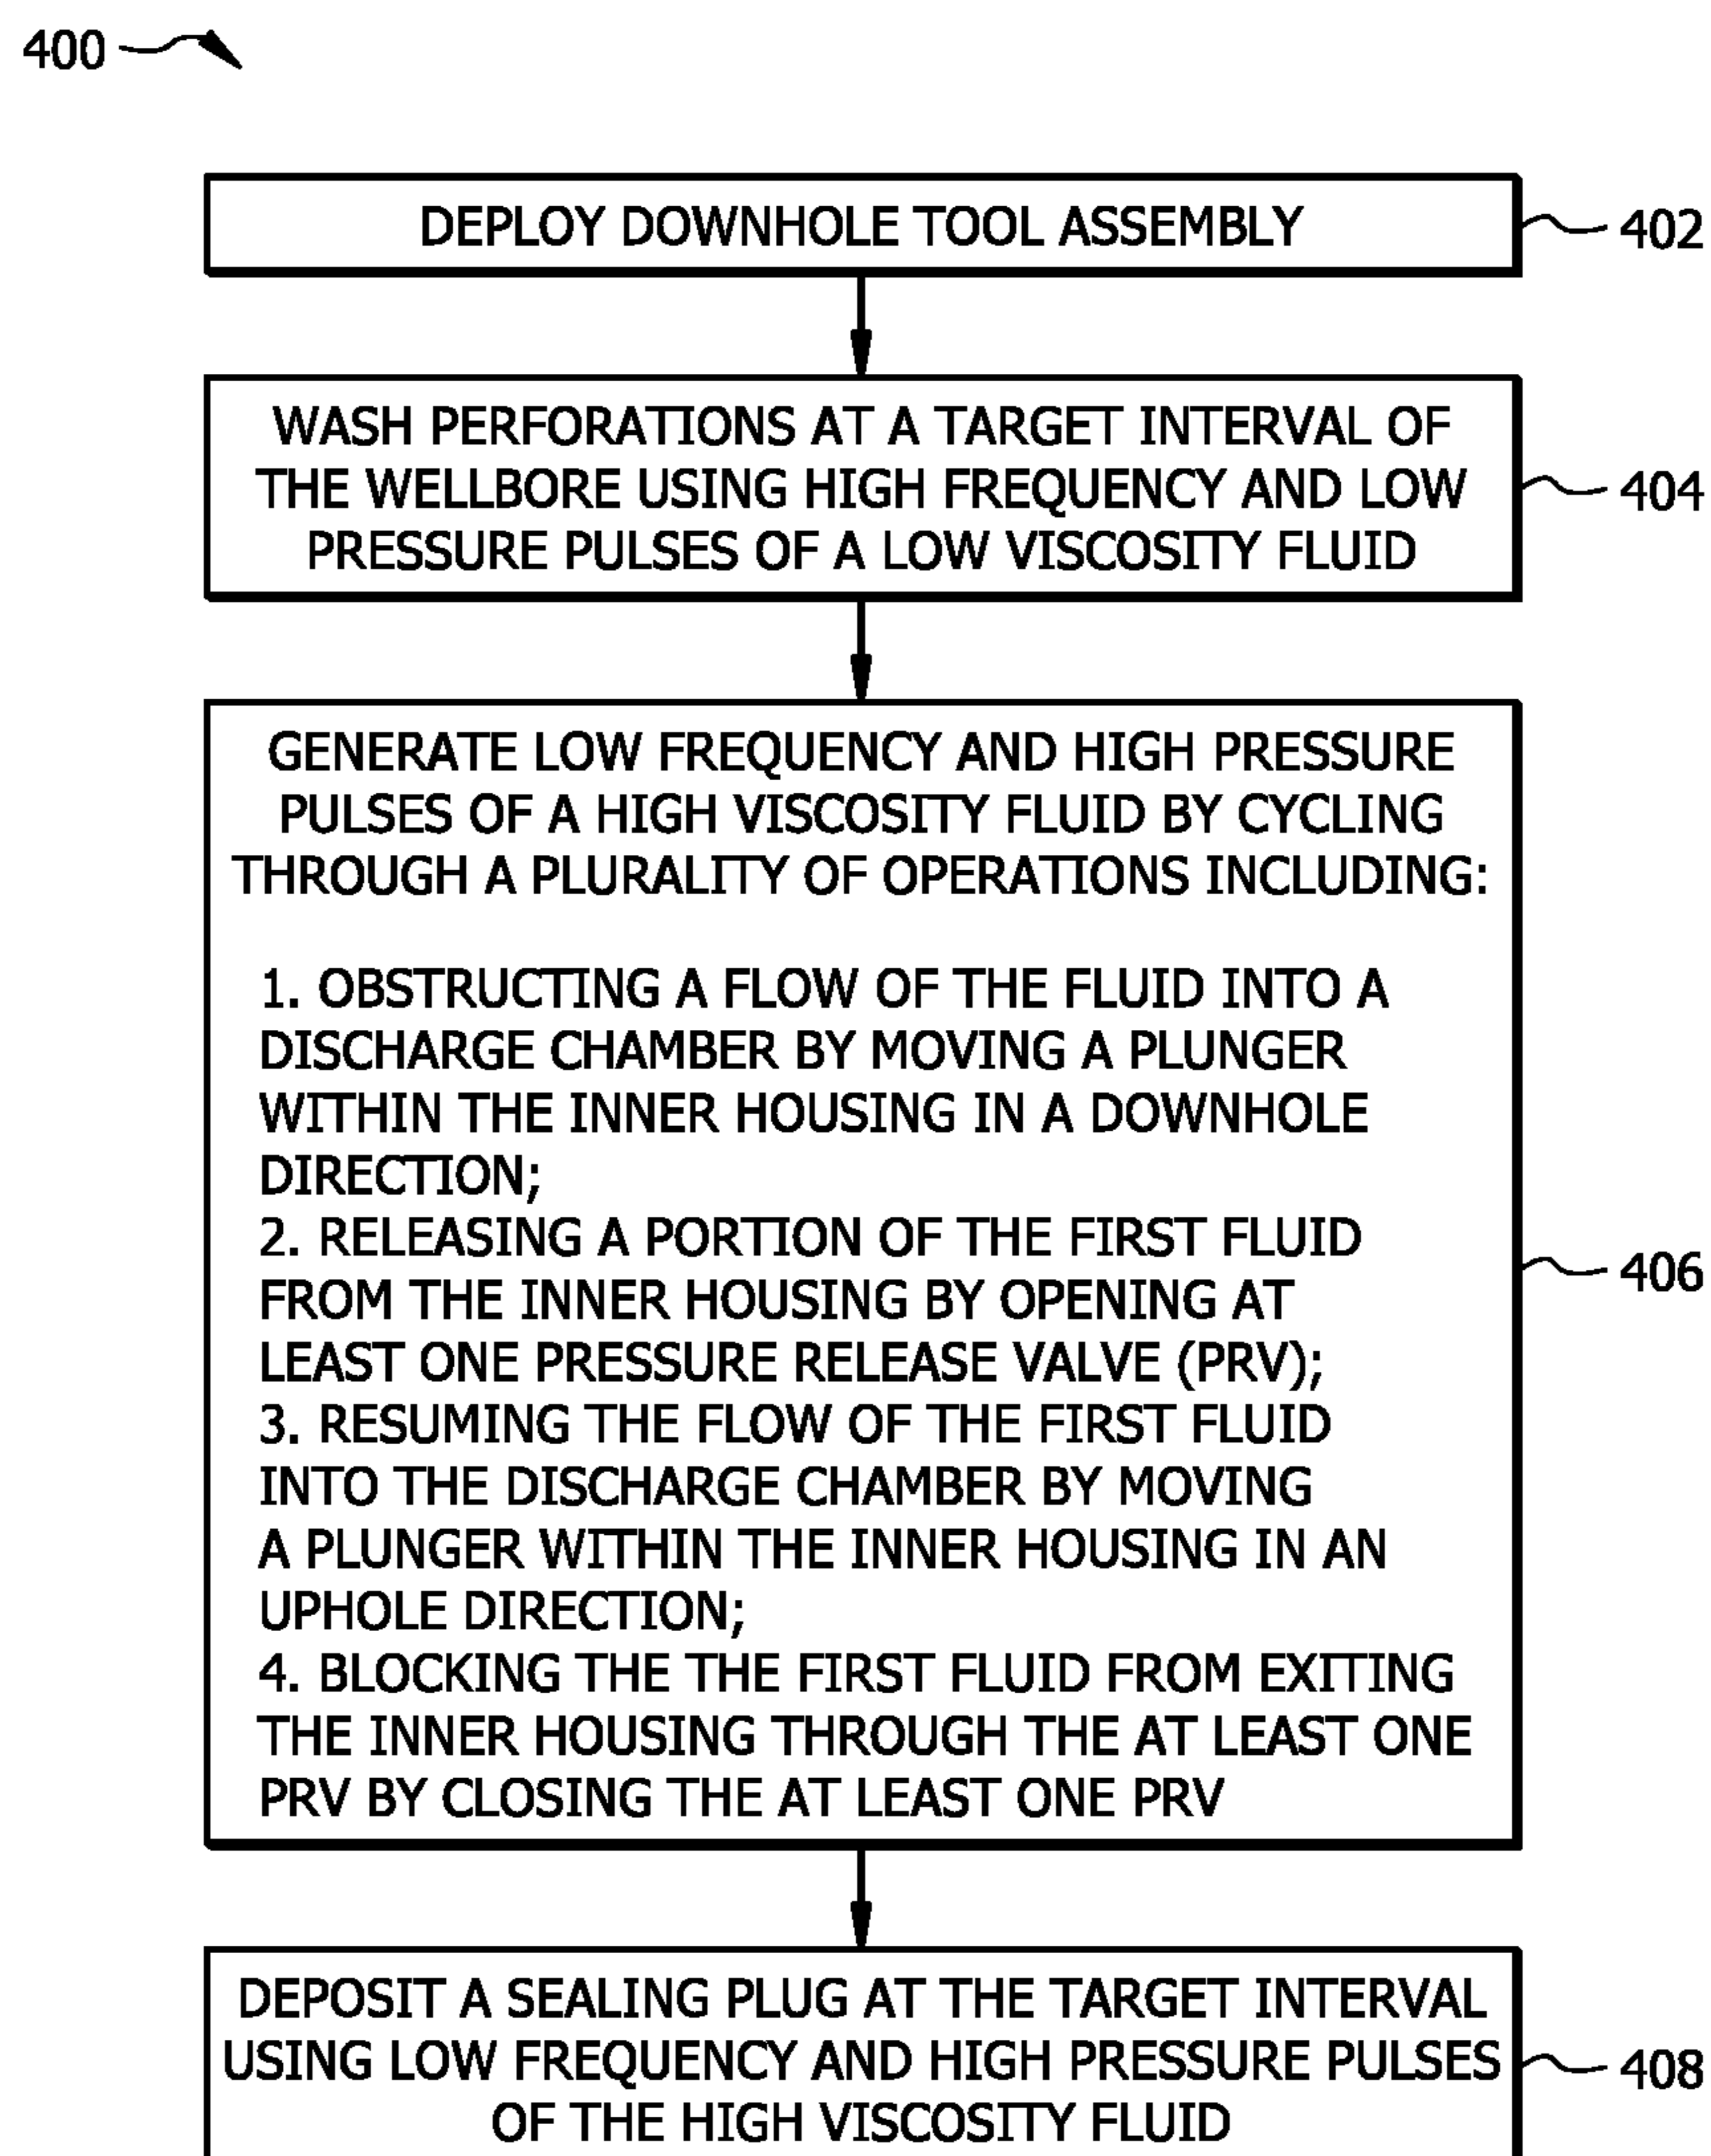 400
DEPLOY DOWNHOLE TOOL ASSEMBLY
402
WASH PERFORATIONS AT A TARGET INTERVAL OF
THE WELLBORE USING HIGH FREQUENCY AND LOW
PRESSURE PULSES OF A LOW VISCOSITY FLUID
404
GENERATE LOW FREQUENCY AND HIGH PRESSURE
PULSES OF A HIGH VISCOSITY FLUID BY CYCLING
THROUGH A PLURALITY OF OPERATIONS INCLUDING:
1. OBSTRUCTING A FLOW OF THE FLUID INTO A
DISCHARGE CHAMBER BY MOVING A PLUNGER
WITHIN THE INNER HOUSING IN A DOWNHOLE
DIRECTION;
2. RELEASING A PORTION OF THE FIRST FLUID
FROM THE INNER HOUSING BY OPENING AT
LEAST ONE PRESSURE RELEASE VALVE (PRV);
3. RESUMING THE FLOW OF THE FIRST FLUID
INTO THE DISCHARGE CHAMBER BY MOVING
A PLUNGER WITHIN THE INNER HOUSING IN AN
UPHOLE DIRECTION;
4. BLOCKING THE THE FIRST FLUID FROM EXITING
THE INNER HOUSING THROUGH THE AT LEAST ONE
PRV BY CLOSING THE AT LEAST ONE PRV
406
DEPOSIT A SEALING PLUG AT THE TARGET INTERVAL
USING LOW FREQUENCY AND HIGH PRESSURE PULSES
OF THE HIGH VISCOSITY FLUID
408